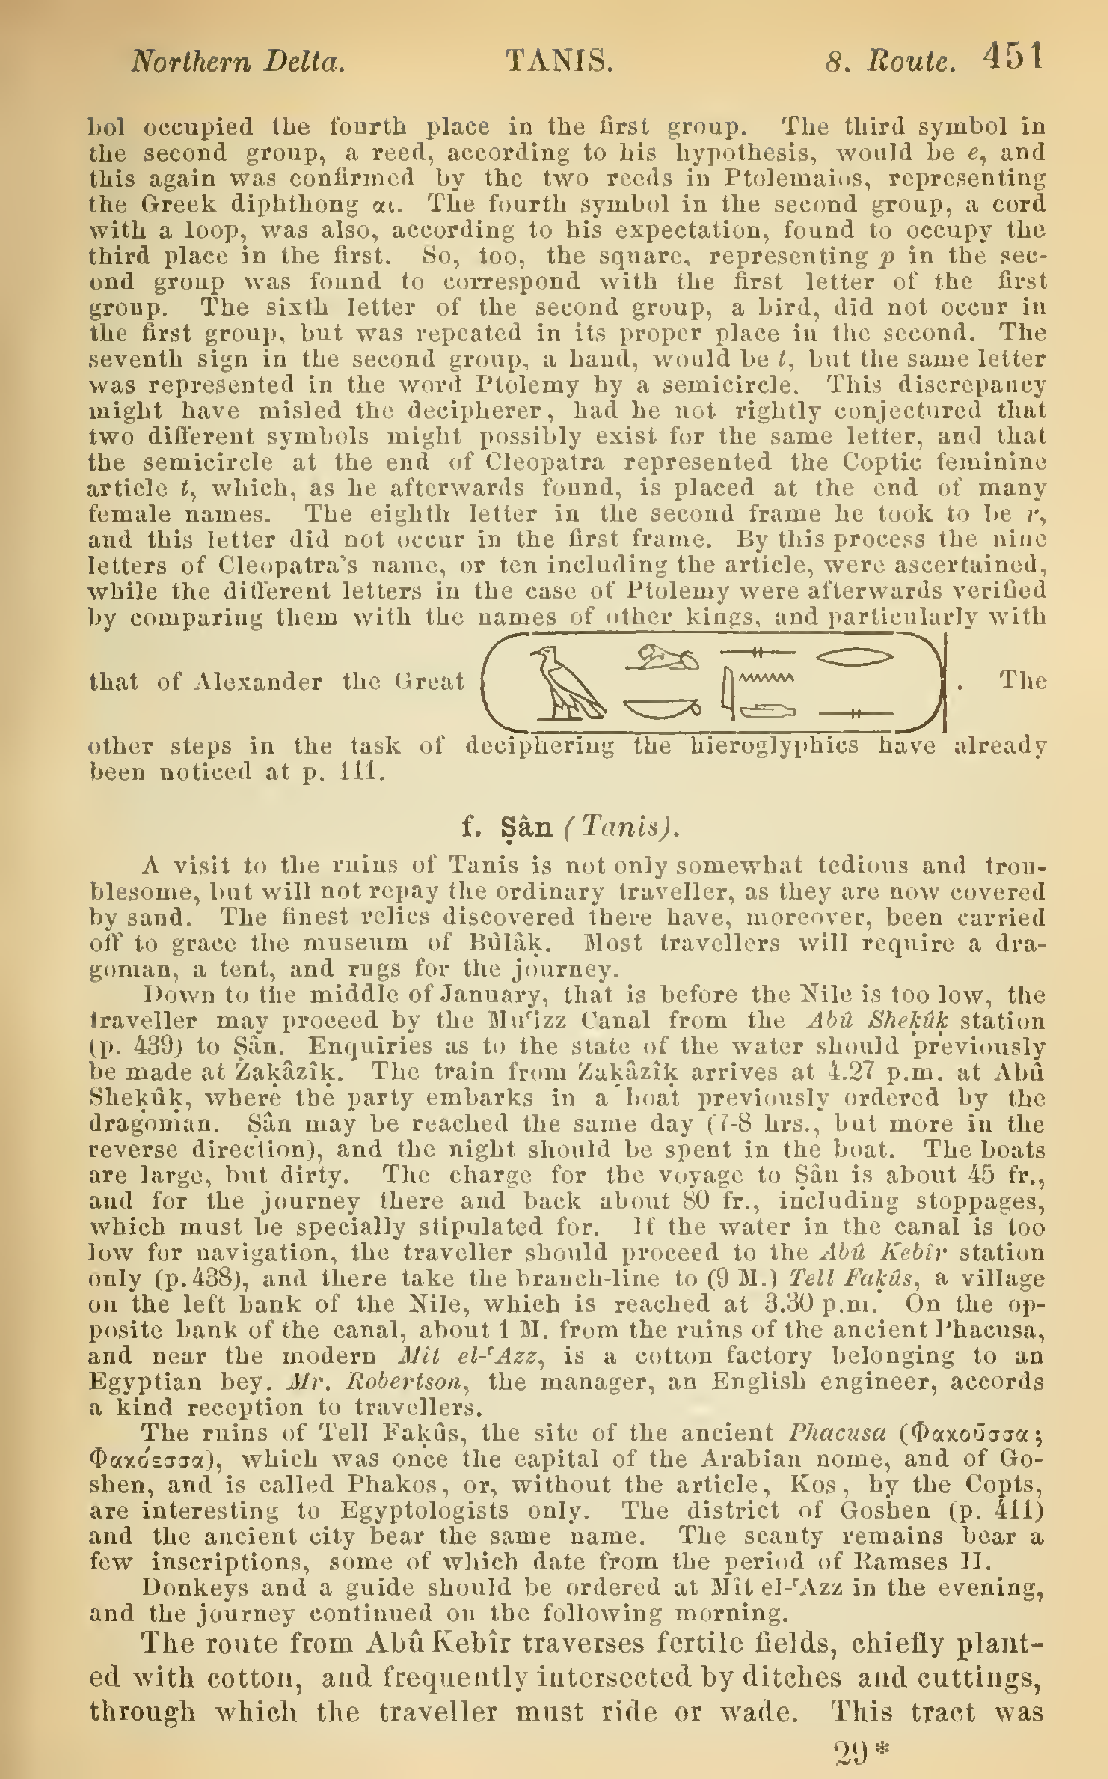 Northern Delta. TANIS. 8. Route. 451
bol occupied the fourth place in the first group. The third symbol in
the second group, a reed, according to his hypothesis, would be e, and
this again was confirmed by the two reeds in Ptolemaios, representing
the Greek diphthong αι. The fourth symbol in the second group, a cord
with a loop, was also, according to his expectation, found to occupy the
third place in the first. So, too, the square, representing p in the sec-
ond group was found to correspond with the first letter of the first
group. The sixth letter of the second group, a bird, did not occur in
the first group, but was repeated in its proper place in the second. The
seventh sign in the second group, a hand, would be t, but the same letter
was represented in the word Ptolemy by a semicircle. This discrepancy
might have misled the decipherer, had he not rightly conjectured that
two different symbols might possibly exist for the same letter, and that
the semicircle at the end of Cleopatra represented the Coptic feminine
article t, which, as he afterwards found, is placed at the end of many
female names. The eighth letter in the second frame he took to be r,
and this letter did not occur in the first frame. By this process the nine
letters of Cleopatra's name, or ten including the article, were ascertained,
while the different letters in the case of Ptolemy were afterwards verified
by comparing them with the names of other kings, and particularly with
that of Alexander the Great . The
other steps in the task of deciphering the hieroglyphics have already
been noticed at p. 111.
f. Ṣân (Tanis).
A visit to the ruins of Tanis is not only somewhat tedious and trou-
blesome, but will not repay the ordinary traveller, as they are now covered
by sand. The finest relics discovered there have, moreover, been carried
off to grace the museum of Bûlâḳ. Most travellers will require a dra-
goman, a tent, and rugs for the journey.
Down to the middle of January, that is before the Nile is too low, the
traveller may proceed by the Muʿizz Canal from the Abû Sheḳûk station
(p. 439) to Ṣân. Enquiries as to the state of the water should previously
be made at Zaḳâzîḳ. The train from Zaḳâzîḳ arrives at 4.27 p.m. at Abû
Sheḳûk, where the party embarks in a boat previously ordered by the
dragoman. Ṣân may be reached the same day (7-8 hrs., but more in the
reverse direction), and the night should be spent in the boat. The boats
are large, but dirty. The charge for the voyage to Ṣân is about 45 fr.,
and for the journey there and back about 80 fr., including stoppages,
which must be specially stipulated for. If the water in the canal is too
low for navigation, the traveller should proceed to the Abû Kebîr station
only (p. 438), and there take the branch-line to (9 M.) Tell Faḳûs, a village
on the left bank of the Nile, which is reached at 3.30 p.m. On the op-
posite bank of the canal, about 1 M. from the ruins of the ancient Phacusa,
and near the modern Mit el-ʿAzz, is a cotton factory belonging to an
Egyptian bey. Mr. Robertson, the manager, an English engineer, accords
a kind reception to travellers.
The ruins of Tell Faḳûs, the site of the ancient Phacusa (Φακοῦσσα;
Φακόεσσα), which was once the capital of the Arabian nome, and of Go-
shen, and is called Phakos, or, without the article, Kos, by the Copts,
are interesting to Egyptologists only. The district of Goshen (p. 411)
and the ancient city bear the same name. The scanty remains bear a
few inscriptions, some of which date from the period of Ramses II.
Donkeys and a guide should be ordered at Mît el-ʿAzz in the evening,
and the journey continued on the following morning.
The route from Abû Kebîr traverses fertile fields, chiefly plant-
ed with cotton, and frequently intersected by ditches and cuttings,
through which the traveller must ride or wade. This tract was
29*